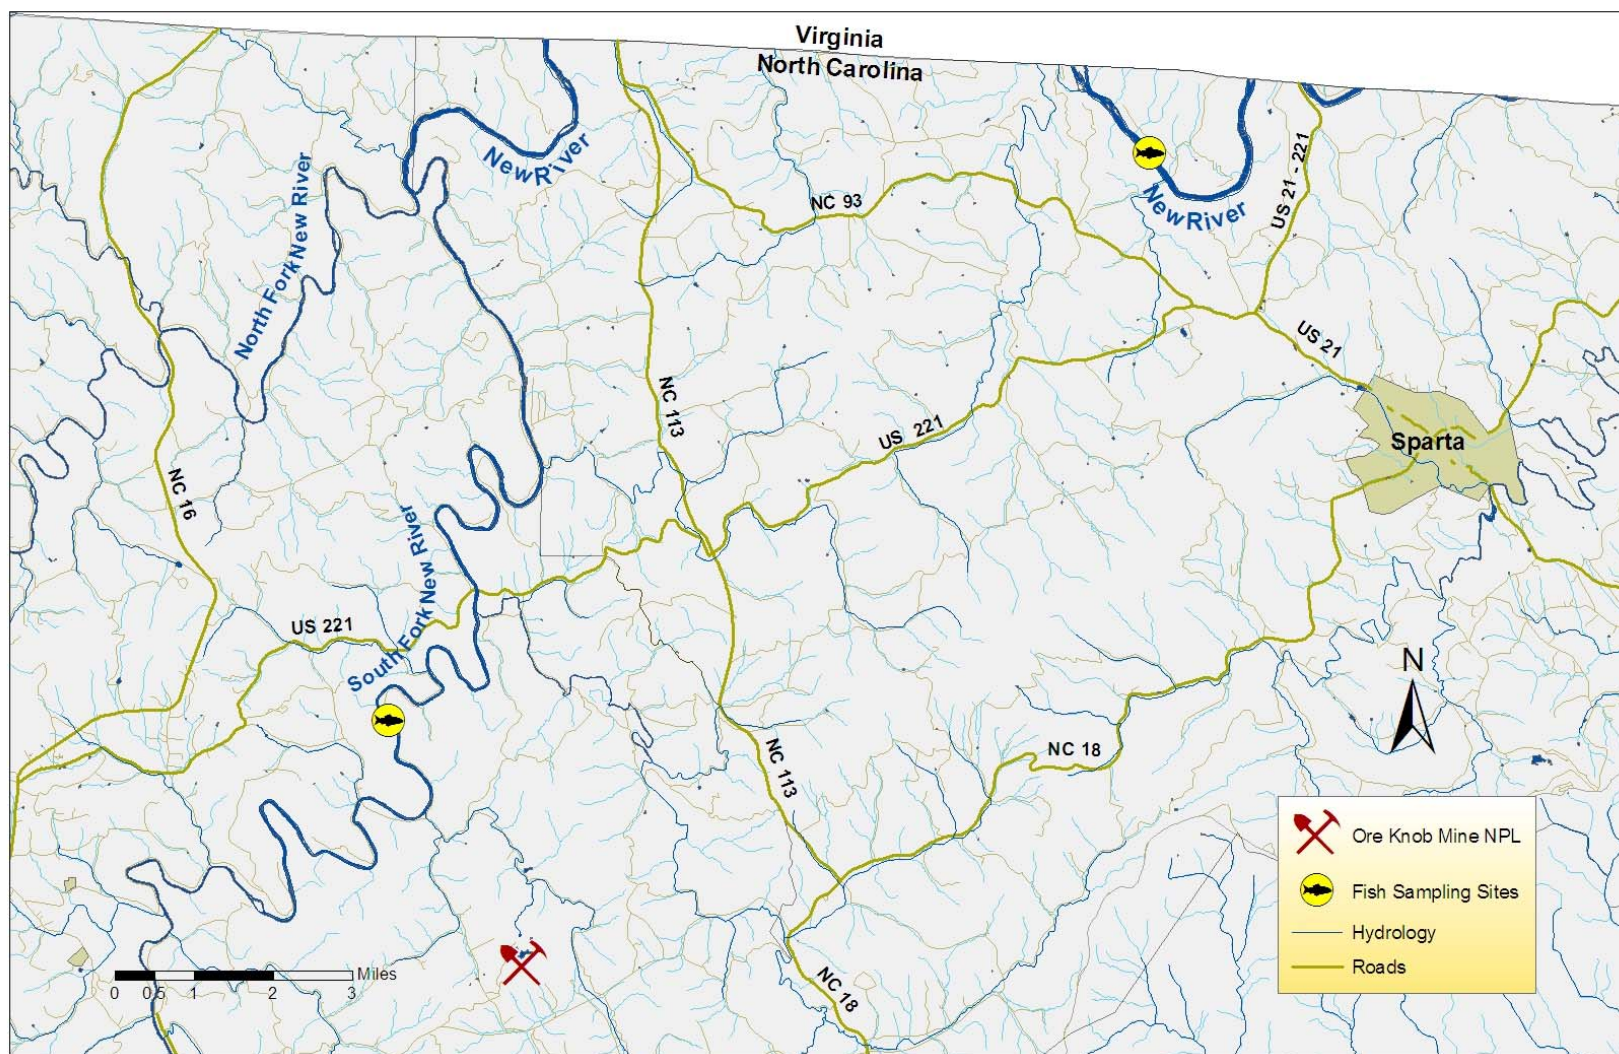 Virginia
North Carolina
New River
New River
North Fork New River
NC 93
US 21 - 221
US 21
NC 113
US 221
Sparta
NC 16
South Fork New River
US 221
N
NC 113
NC 18
Ore Knob Mine NPL
Fish Sampling Sites
Hydrology
Roads
Miles
0 0.5 1 2 3
NC 18